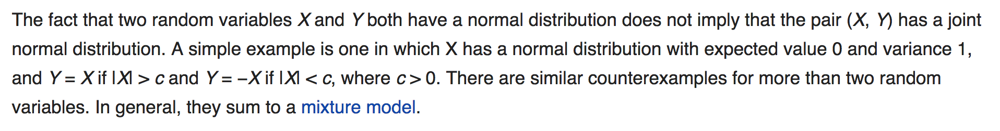 The fact that two random variables X and Y both have a normal distribution does not imply that the pair (X, Y) has a joint
normal distribution. A simple example is one in which X has a normal distribution with expected value 0 and variance 1,
and Y = X if |X| > c and Y = −X if |X| < c, where c > 0. There are similar counterexamples for more than two random
variables. In general, they sum to a mixture model.